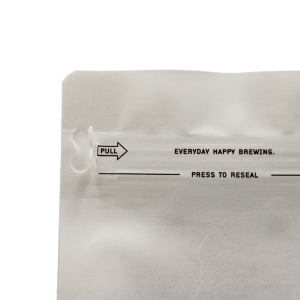 PULL
EVERYDAY HAPPY BREWING.
PRESS TO RESEAL